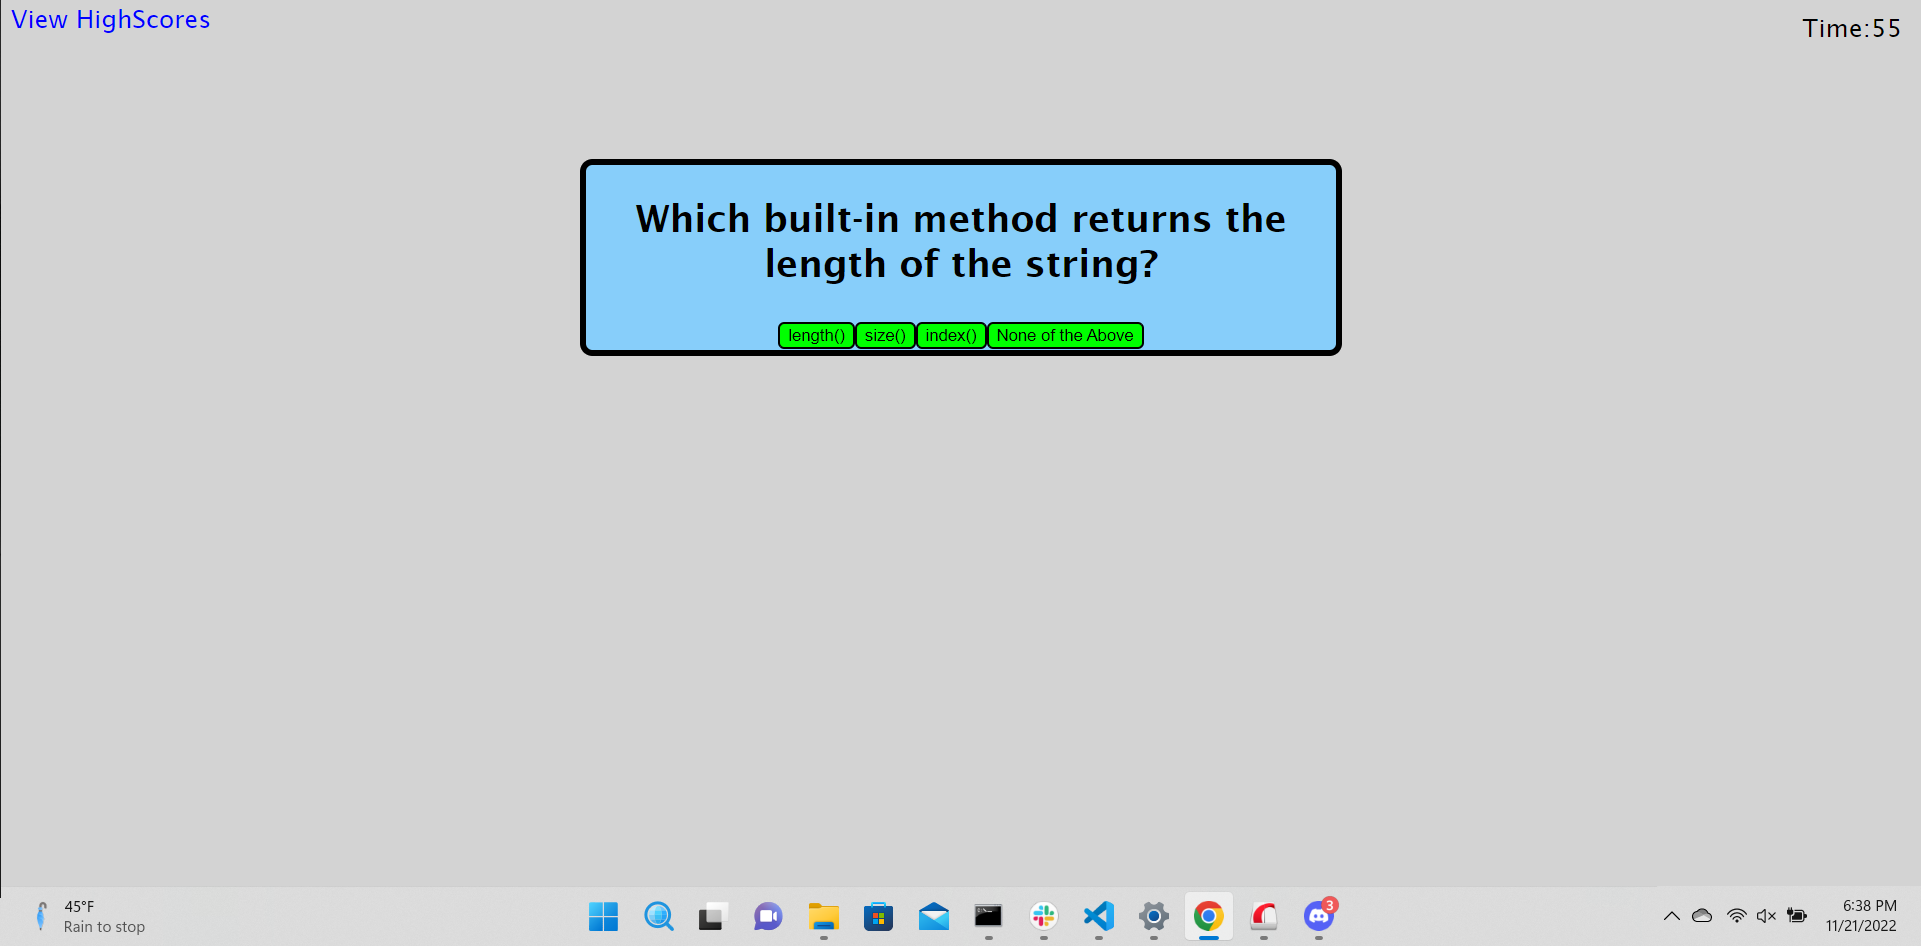 View HighScores
Time:55
Which built-in method returns the
length of the string?
length() size() index() None of the Above
45°F
Rain to stop
3
6:38 PM
11/21/2022